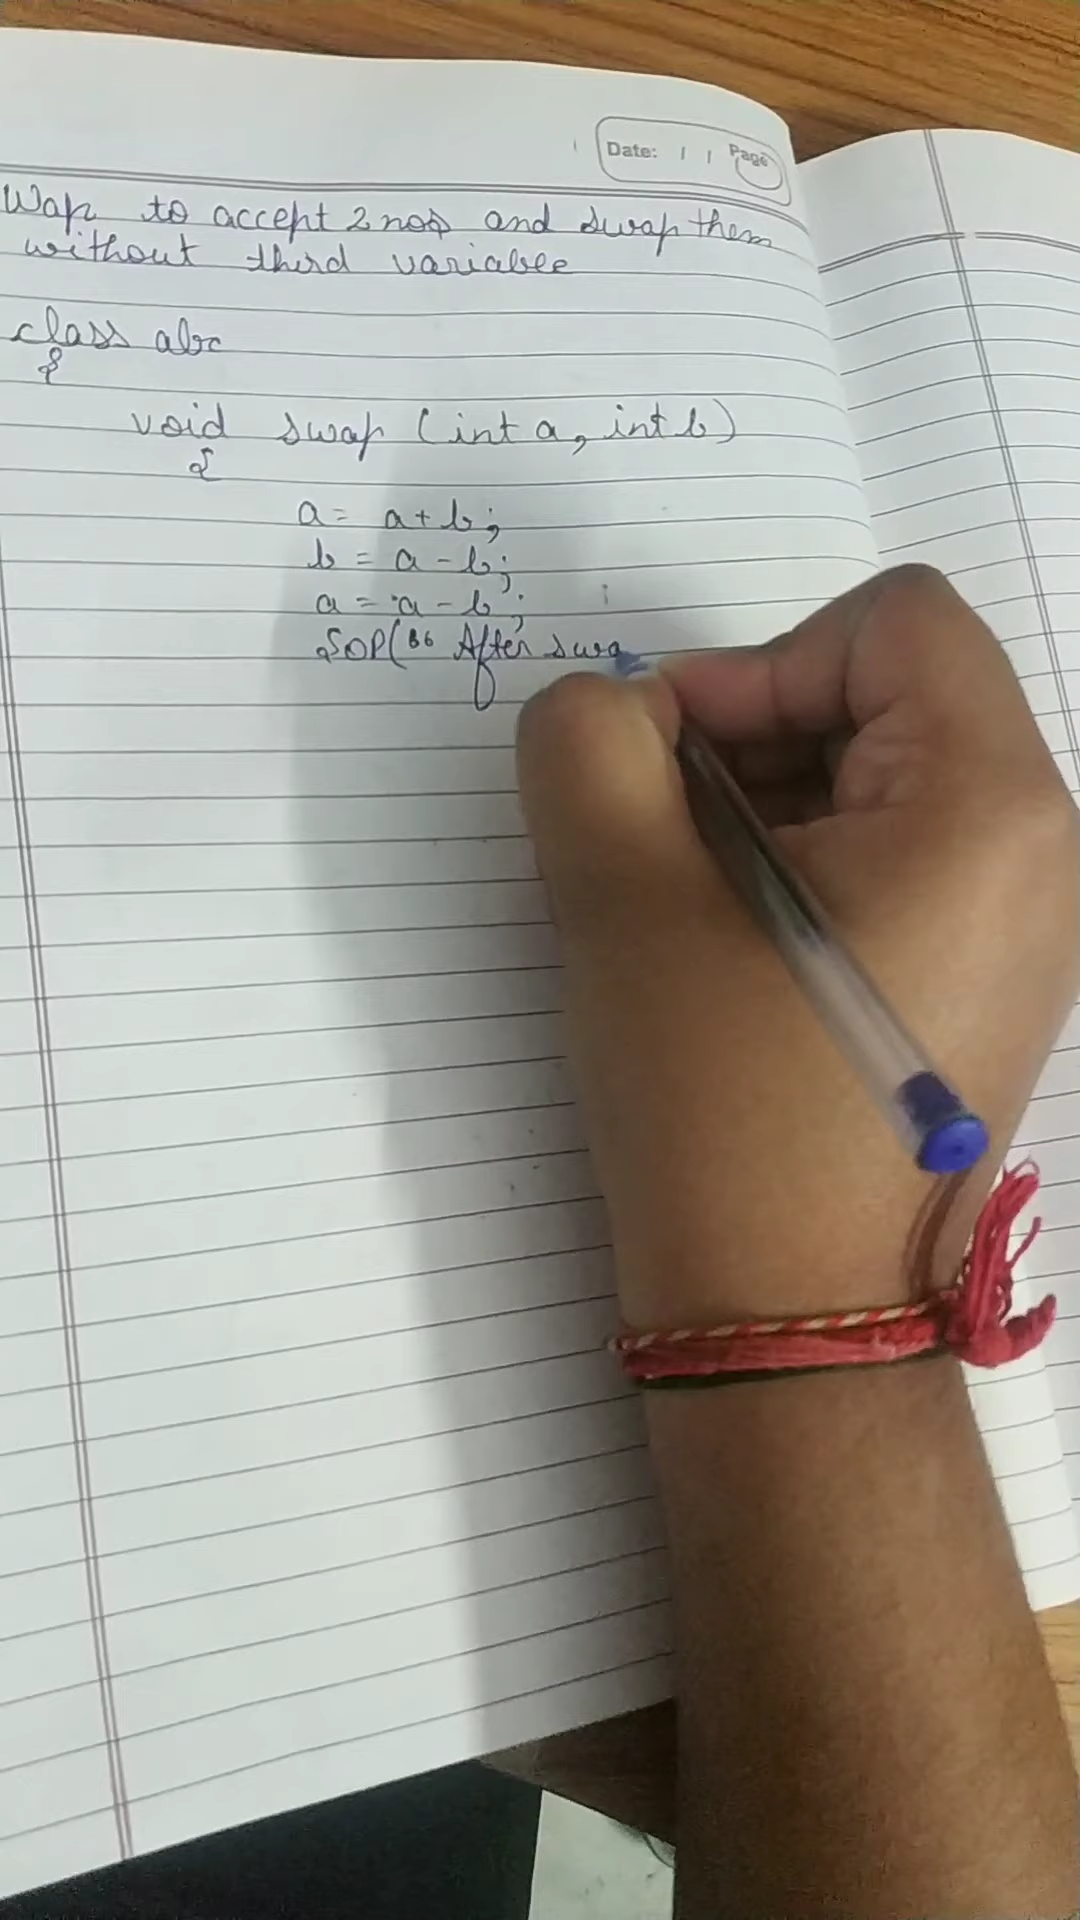 Date: / / Page
Wap to accept 2 nos and swap them
without third variable
class abc
{
void swap (int a, int b)
{
a = a + b;
b = a - b;
a = a - b;
SOP(" After swa